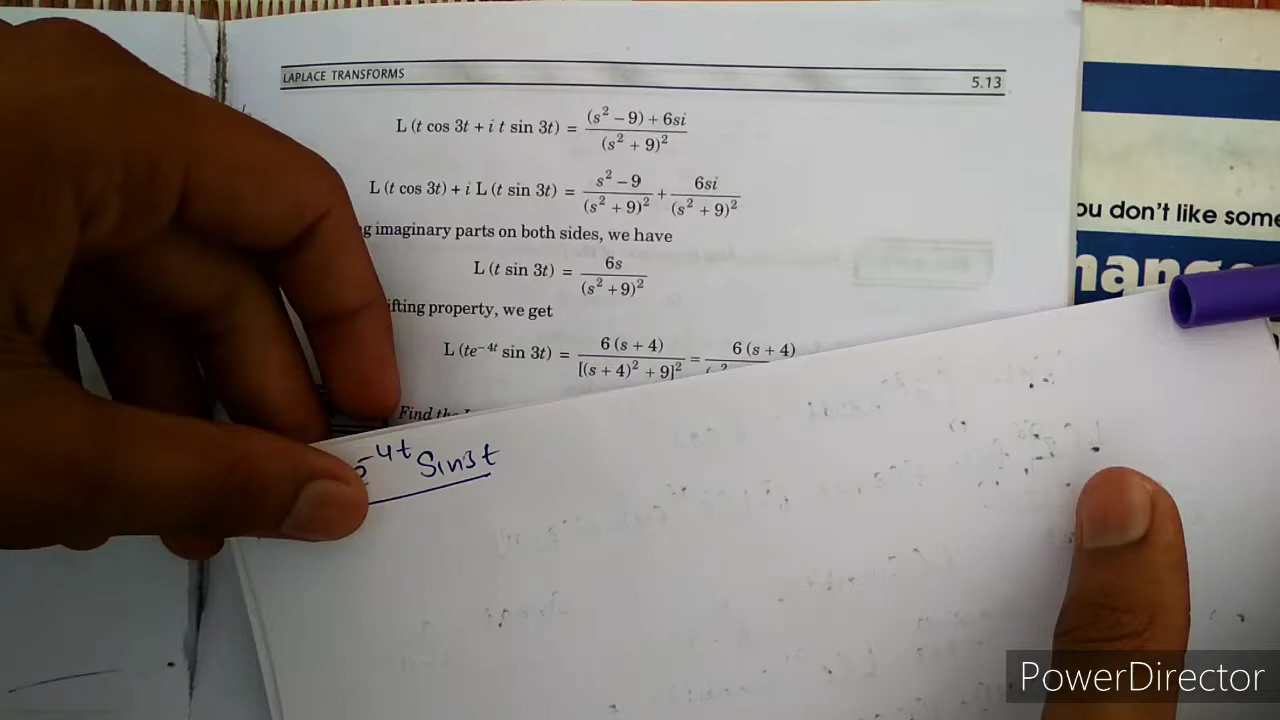 LAPLACE TRANSFORMS 5.13
L (t cos 3t + i t sin 3t) = (s² – 9) + 6si / (s² + 9)²
L (t cos 3t) + i L (t sin 3t) = s² – 9 / (s² + 9)² + 6si / (s² + 9)²
imaginary parts on both sides, we have
L (t sin 3t) = 6s / (s² + 9)²
property, we get
L (te⁻⁴ᵗ sin 3t) = 6 (s + 4) / [(s + 4)² + 9]² = 6 (s + 4)
Find
-4t Sin3t
ou don't like some
PowerDirector